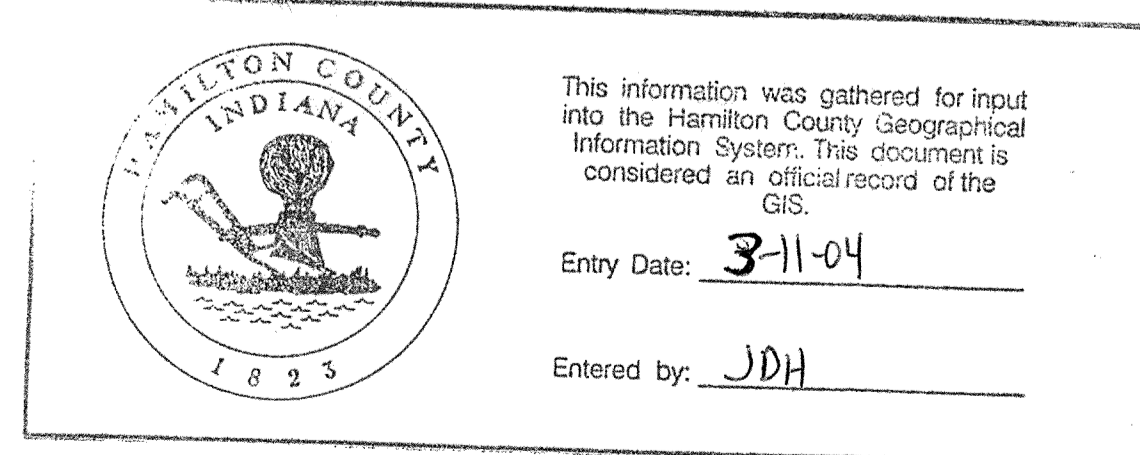 HAMILTON COUNTY
INDIANA
1823
This information was gathered for input
into the Hamilton County Geographical
Information System. This document is
considered an official record of the
GIS.
Entry Date: 3-11-04
Entered by: JDH